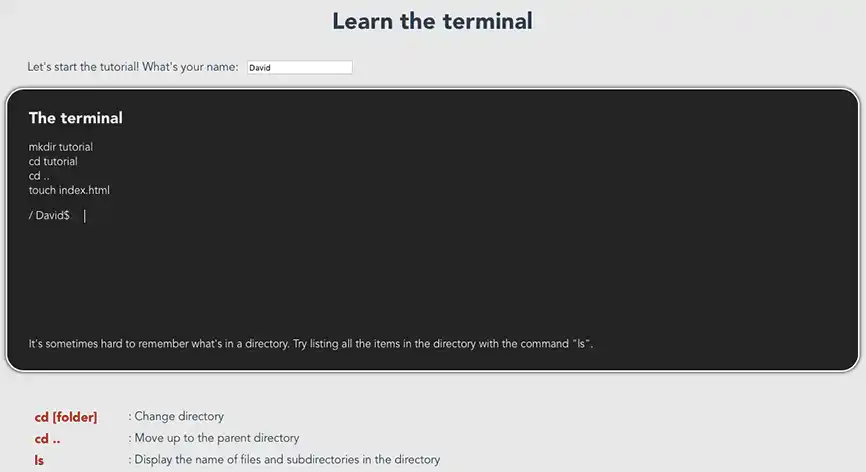 Learn the terminal
Let's start the tutorial! What's your name: David
The terminal
mkdir tutorial
cd tutorial
cd ..
touch index.html
/ David$
It's sometimes hard to remember what's in a directory. Try listing all the items in the directory with the command "ls".
cd [folder] : Change directory
cd .. : Move up to the parent directory
ls : Display the name of files and subdirectories in the directory